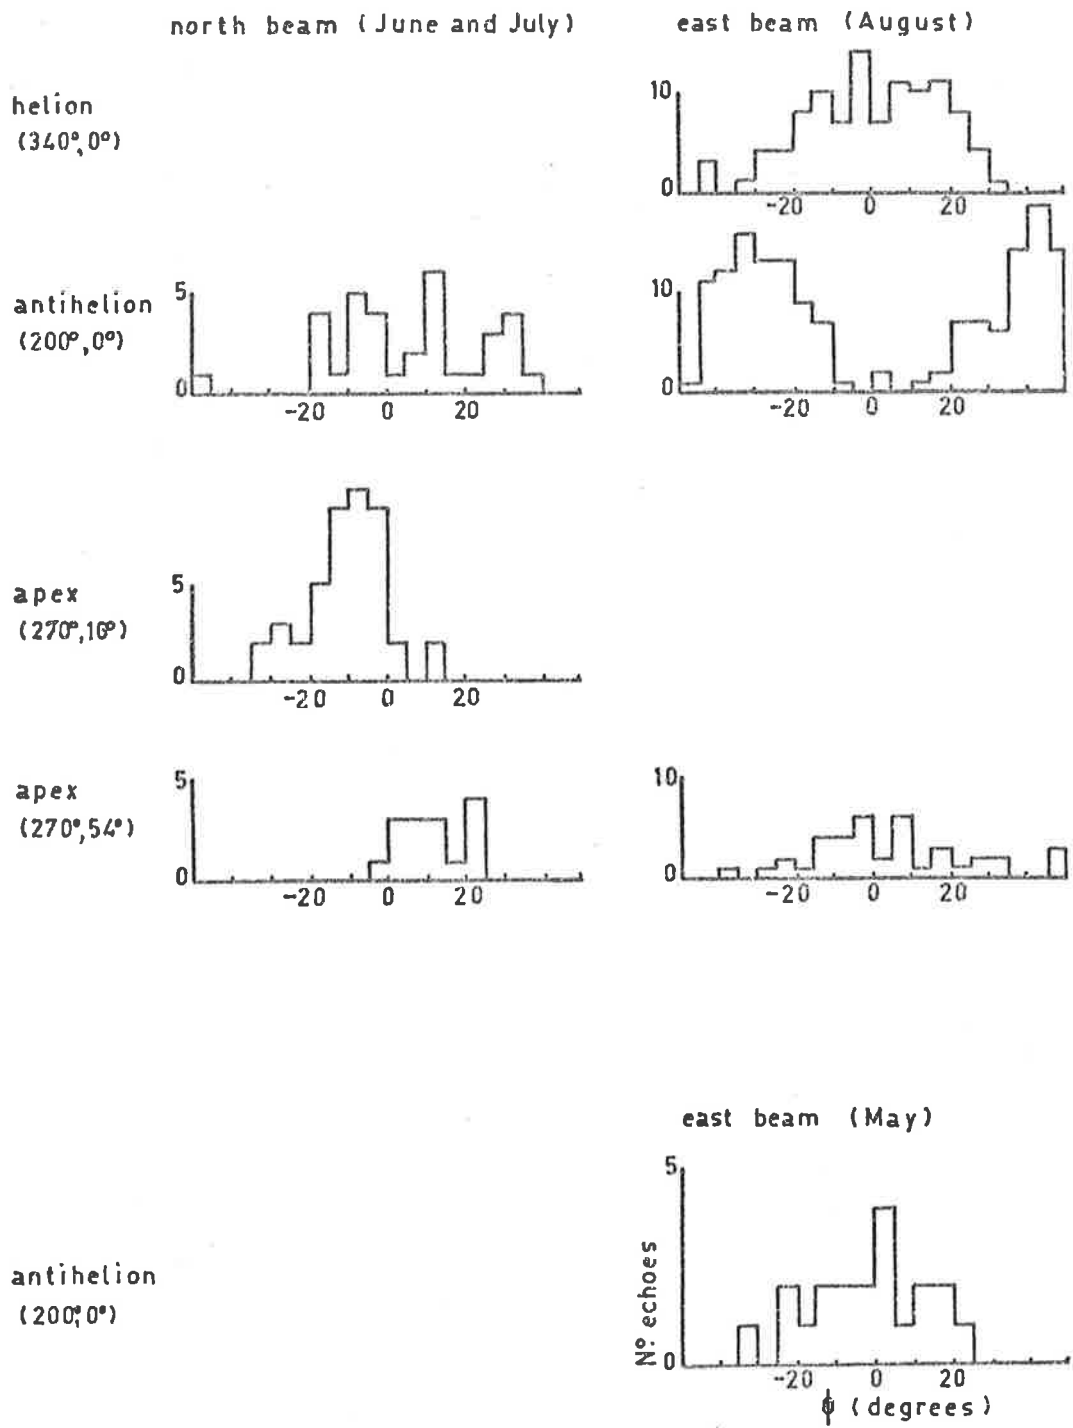 north beam (June and July)
east beam (August)
helion
(340°,0°)
10
0
-20 0 20
antihelion
(200°,0°)
5
0
-20 0 20
10
0
-20 0 20
apex
(270°,10°)
5
0
-20 0 20
apex
(270°,54°)
5
0
-20 0 20
10
0
-20 0 20
east beam (May)
antihelion
(200°,0°)
5
0
Nº echoes
-20 0 20
ϕ (degrees)